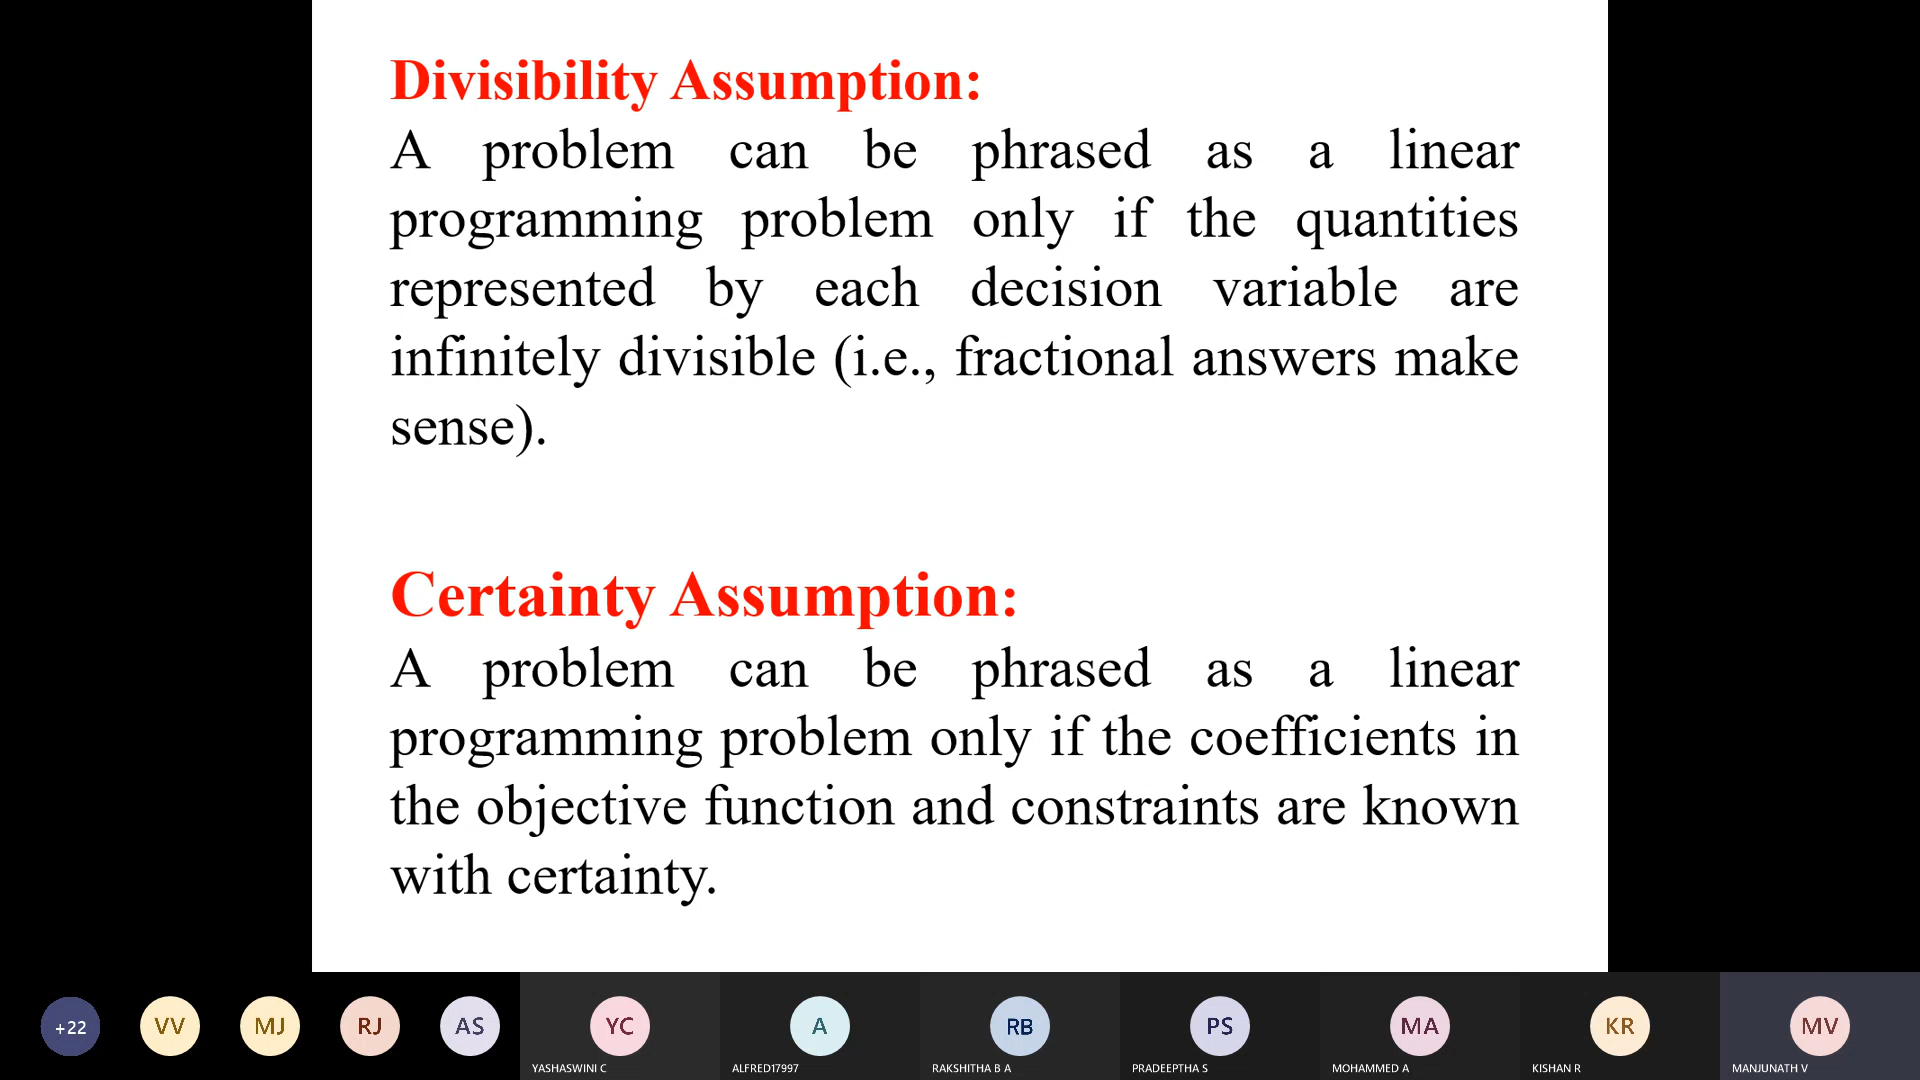 Divisibility Assumption:
A problem can be phrased as a linear
programming problem only if the quantities
represented by each decision variable are
infinitely divisible (i.e., fractional answers make
sense).
Certainty Assumption:
A problem can be phrased as a linear
programming problem only if the coefficients in
the objective function and constraints are known
with certainty.
+22 VV MJ RJ AS YC A RB PS MA KR MV
YASHASWINI C ALFRED17997 RAKSHITHA B A PRADEEPTHA S MOHAMMED A KISHAN R MANJUNATH V